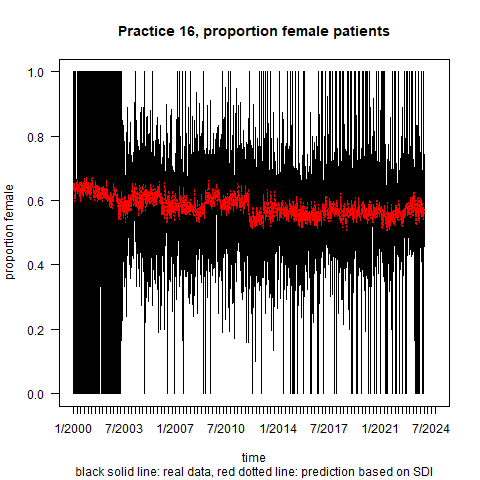 Practice 16, proportion female patients
proportion female
1.0
0.8
0.6
0.4
0.2
0.0
1/2000 7/2003 1/2007 7/2010 1/2014 7/2017 1/2021 7/2024
time
black solid line: real data, red dotted line: prediction based on SDI